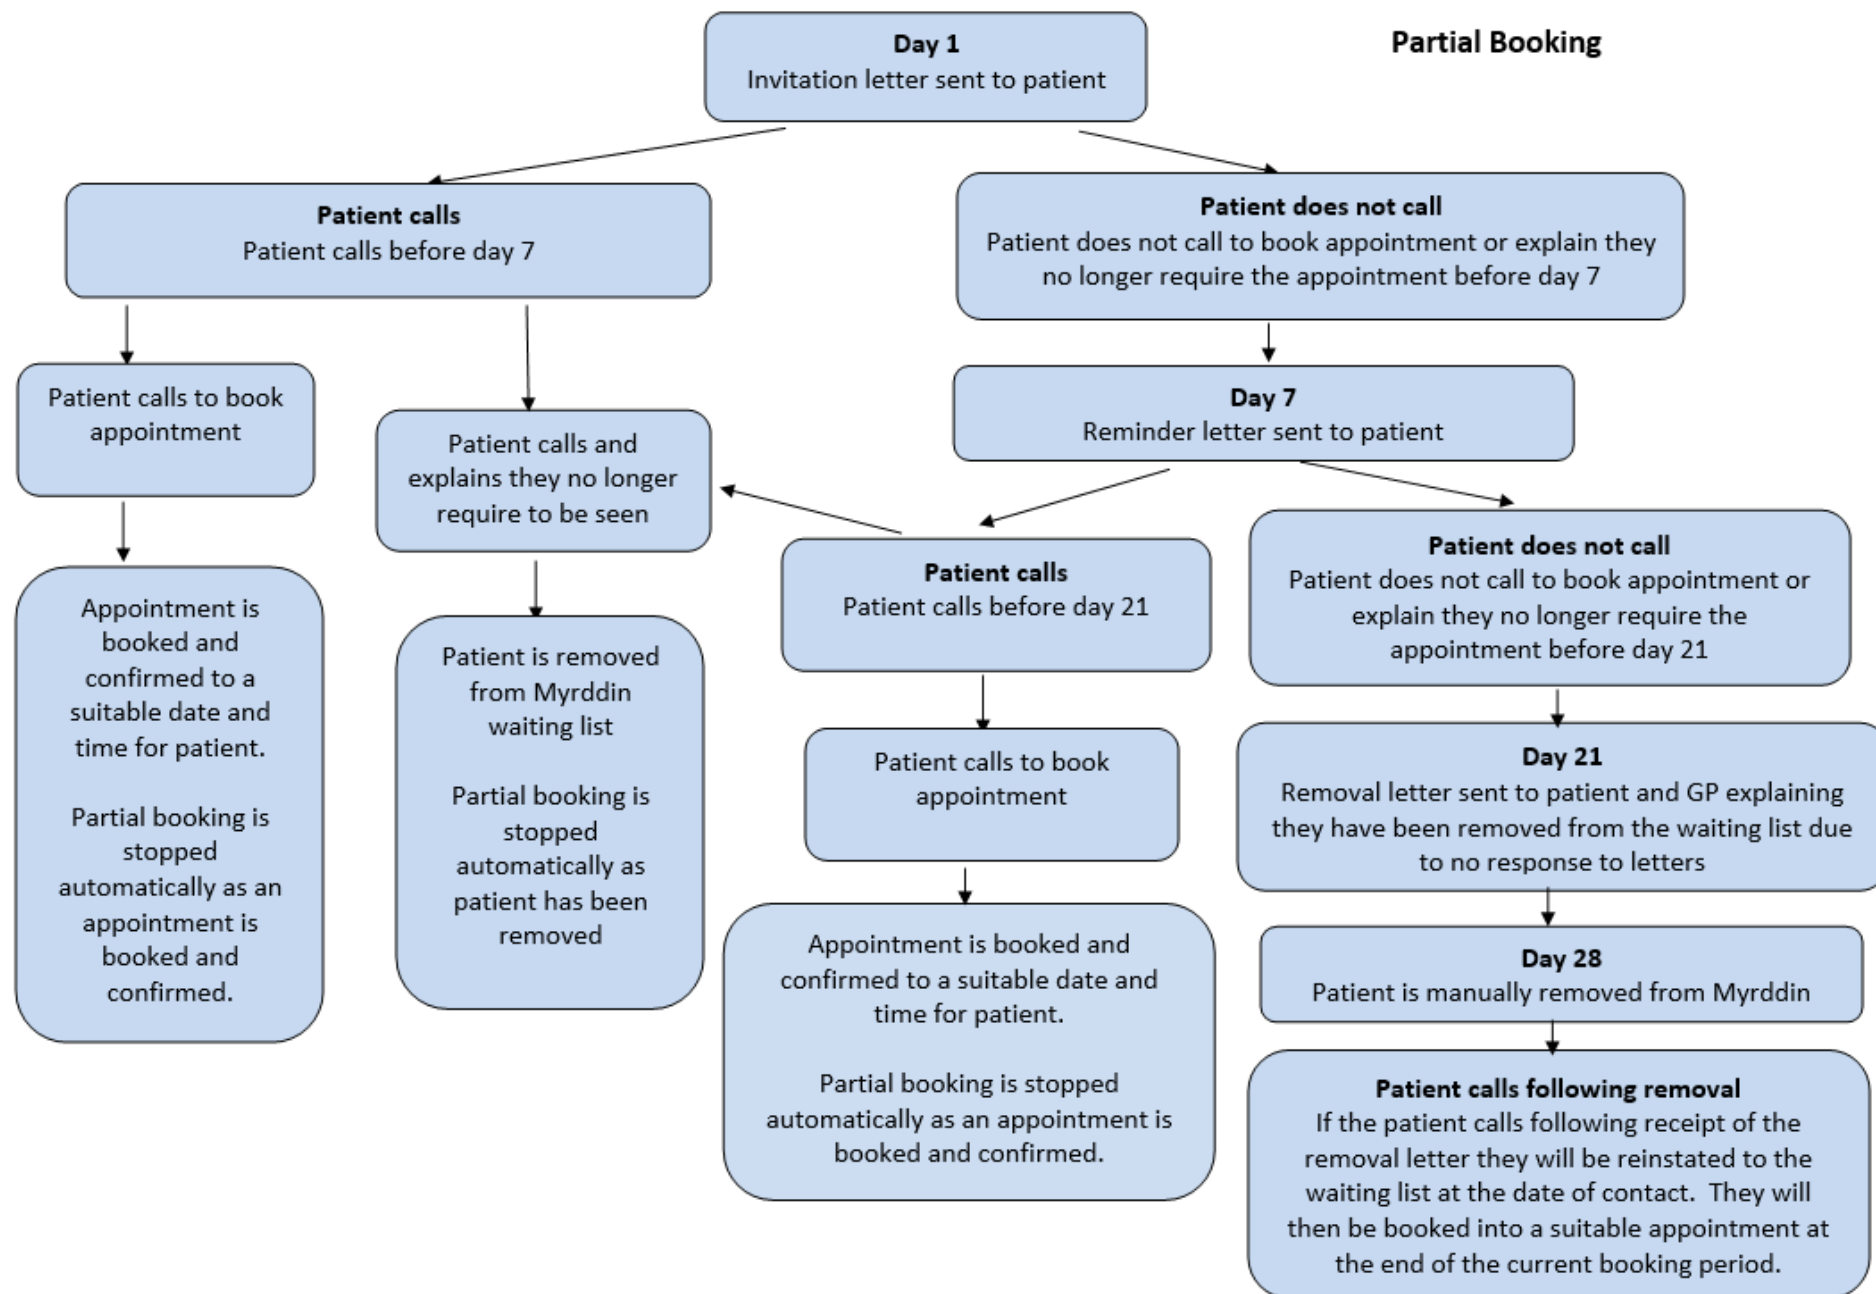 Partial Booking
Day 1
Invitation letter sent to patient
Patient calls
Patient calls before day 7
Patient does not call
Patient does not call to book appointment or explain they
no longer require the appointment before day 7
Patient calls to book
appointment
Patient calls and
explains they no longer
require to be seen
Day 7
Reminder letter sent to patient
Appointment is
booked and
confirmed to a
suitable date and
time for patient.
Partial booking is
stopped
automatically as an
appointment is
booked and
confirmed.
Patient is removed
from Myrddin
waiting list
Partial booking is
stopped
automatically as
patient has been
removed
Patient calls
Patient calls before day 21
Patient calls to book
appointment
Appointment is booked and
confirmed to a suitable date and
time for patient.
Partial booking is stopped
automatically as an appointment is
booked and confirmed.
Patient does not call
Patient does not call to book appointment or
explain they no longer require the
appointment before day 21
Day 21
Removal letter sent to patient and GP explaining
they have been removed from the waiting list due
to no response to letters
Day 28
Patient is manually removed from Myrddin
Patient calls following removal
If the patient calls following receipt of the
removal letter they will be reinstated to the
waiting list at the date of contact.  They will
then be booked into a suitable appointment at
the end of the current booking period.